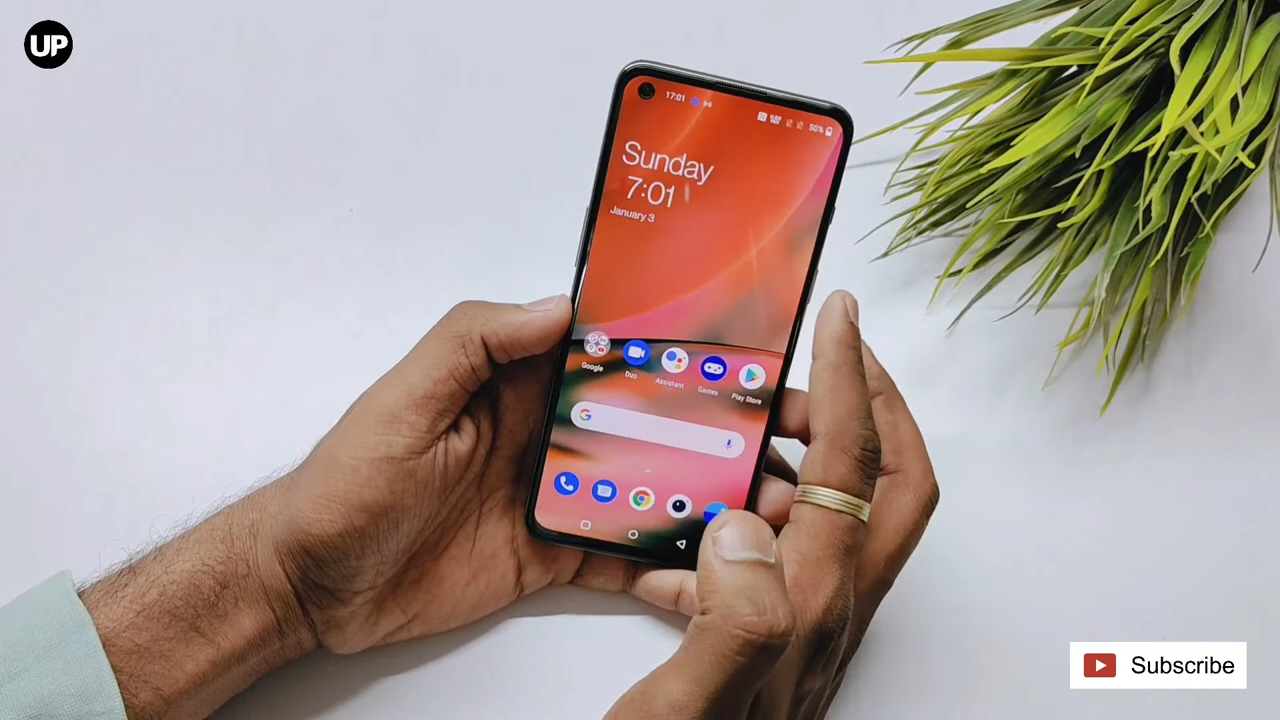 UP
17:01
50%
Sunday
7:01
January 3
Google
Duo
Assistant
Games
Play Store
G
Subscribe